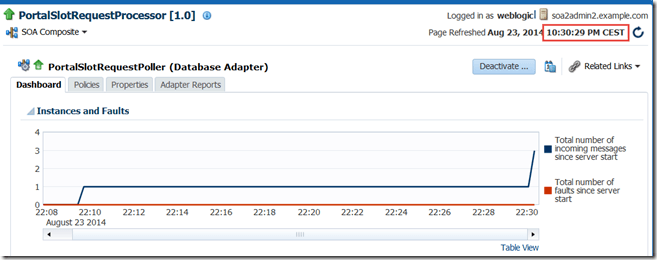 PortalSlotRequestProcessor [1.0]
Logged in as weblogic
soa2admin2.example.com
SOA Composite
Page Refreshed Aug 23, 2014 10:30:29 PM CEST
PortalSlotRequestPoller (Database Adapter)
Deactivate ...
Related Links
Dashboard
Policies
Properties
Adapter Reports
Instances and Faults
4
3
2
1
0
22:08 22:10 22:12 22:14 22:16 22:18 22:20 22:22 22:24 22:26 22:28 22:30
August 23 2014
Total number of
incoming messages
since server start
Total number of
faults since server
start
Table View